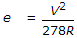 e = V²/278R